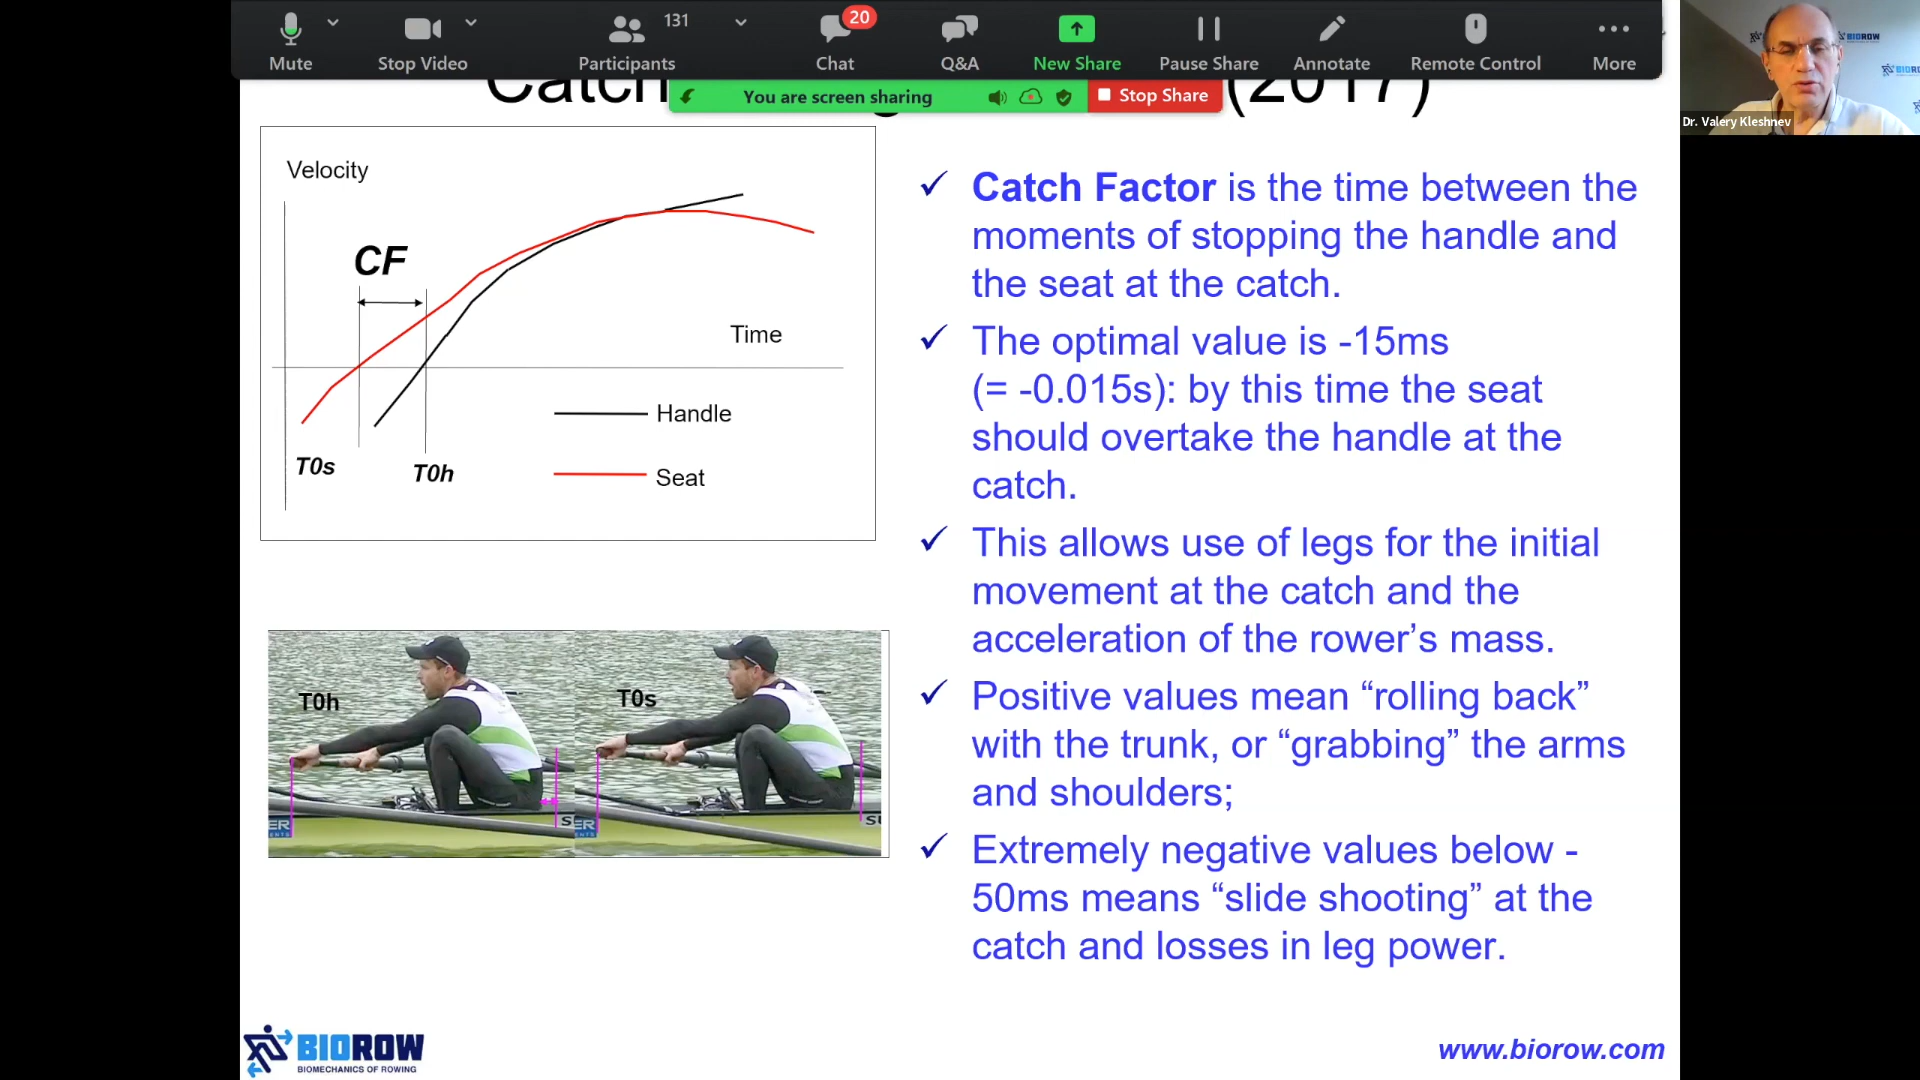 Mute
Stop Video
Participants
131
Chat
20
Q&A
New Share
Pause Share
Annotate
Remote Control
More
You are screen sharing
Stop Share
(2017)
BIOROW
Dr. Valery Kleshnev
Velocity
CF
Time
Handle
Seat
T0s
T0h
✓ Catch Factor is the time between the
moments of stopping the handle and
the seat at the catch.
✓ The optimal value is -15ms
(= -0.015s): by this time the seat
should overtake the handle at the
catch.
✓ This allows use of legs for the initial
movement at the catch and the
acceleration of the rower’s mass.
✓ Positive values mean “rolling back”
with the trunk, or “grabbing” the arms
and shoulders;
✓ Extremely negative values below -
50ms means “slide shooting” at the
catch and losses in leg power.
T0h
T0s
BIOROW
BIOMECHANICS OF ROWING
www.biorow.com